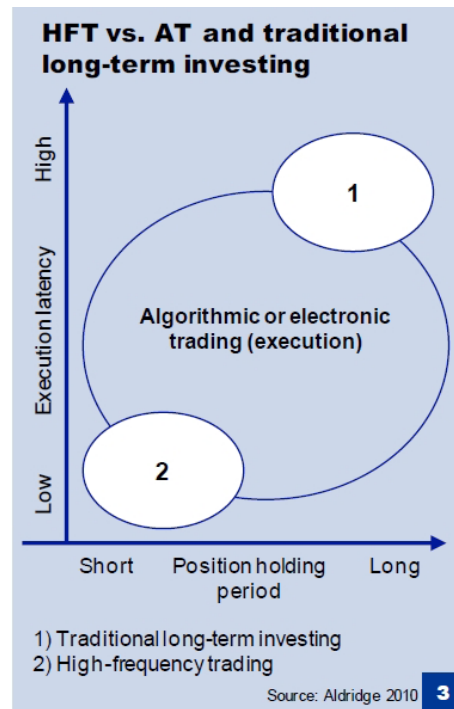 HFT vs. AT and traditional
long-term investing
High
Execution latency
Low
1
Algorithmic or electronic
trading (execution)
2
Short
Position holding
period
Long
1) Traditional long-term investing
2) High-frequency trading
Source: Aldridge 2010
3